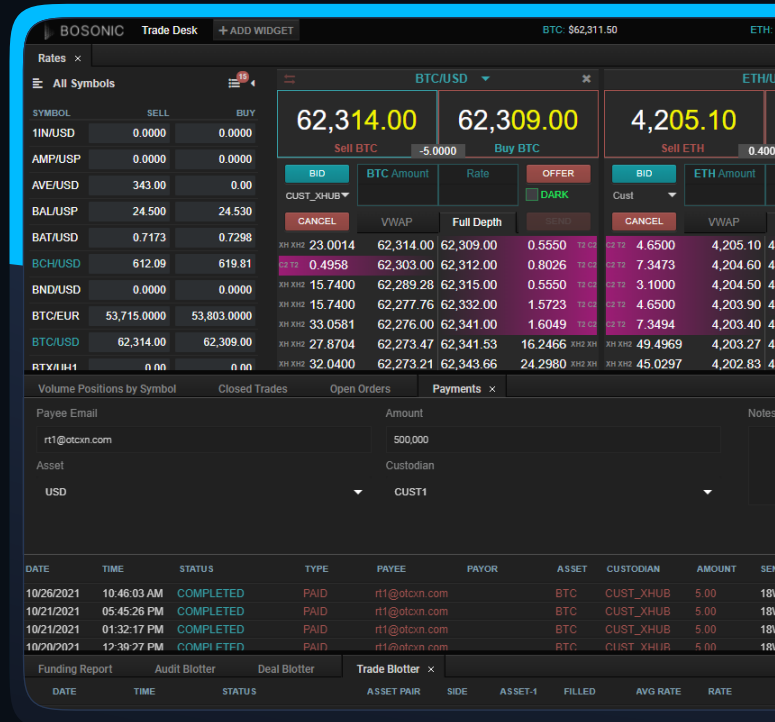 BOSONIC Trade Desk + ADD WIDGET BTC: $62,311.50 ETH:
Rates ×
All Symbols 15
SYMBOL SELL BUY
1IN/USD 0.0000 0.0000
AMP/USP 0.0000 0.0000
AVE/USD 343.00 0.00
BAL/USP 24.500 24.530
BAT/USD 0.7173 0.7298
BCH/USD 612.09 619.81
BND/USD 0.0000 0.0000
BTC/EUR 53,715.0000 53,803.0000
BTC/USD 62,314.00 62,309.00
BTX/UH1 0.00 0.00
BTC/USD
62,314.00 62,309.00
Sell BTC -5.0000 Buy BTC
BID BTC Amount Rate OFFER
CUST_XHUB DARK
CANCEL VWAP Full Depth SEND
XH XH2 23.0014 62,314.00 62,309.00 0.5550 T2 C2
C2 T2 0.4958 62,303.00 62,312.00 0.8026 T2 C2
XH XH2 15.7400 62,289.28 62,315.00 0.5550 T2 C2
XH XH2 15.7400 62,277.76 62,332.00 1.5723 T2 C2
XH XH2 33.0581 62,276.00 62,341.00 1.6049 T2 C2
XH XH2 27.8704 62,273.47 62,341.53 16.2466 XH2 XH
XH XH2 32.0400 62,273.21 62,343.66 24.2980 XH2 XH
ETH/U
4,205.10
Sell ETH 0.400
BID ETH Amount
Cust
CANCEL VWAP
C2 T2 4.6500 4,205.10 4
C2 T2 7.3473 4,204.60 4
C2 T2 3.1000 4,204.50 4
C2 T2 4.6500 4,203.90 4
C2 T2 7.3494 4,203.40 4
XH XH2 49.4969 4,203.27 4
XH XH2 45.0297 4,202.83 4
Volume Positions by Symbol Closed Trades Open Orders Payments ×
Payee Email Amount Notes
rt1@otcxn.com 500,000
Asset Custodian
USD CUST1
DATE TIME STATUS TYPE PAYEE PAYOR ASSET CUSTODIAN AMOUNT SEN
10/26/2021 10:46:03 AM COMPLETED PAID rt1@otcxn.com BTC CUST_XHUB 5.00 18W
10/21/2021 05:45:26 PM COMPLETED PAID rt1@otcxn.com BTC CUST_XHUB 5.00 18W
10/21/2021 01:32:17 PM COMPLETED PAID rt1@otcxn.com BTC CUST_XHUB 5.00 18W
10/20/2021 12:39:27 PM COMPLETED PAID rt1@otcxn.com BTC CUST_XHUB 5.00 18W
Funding Report Audit Blotter Deal Blotter Trade Blotter ×
DATE TIME STATUS ASSET PAIR SIDE ASSET-1 FILLED AVG RATE RATE